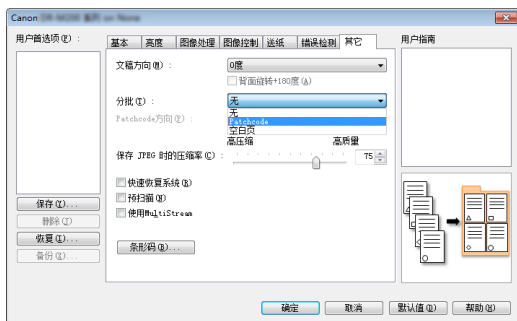 Canon
用户首选项(P):
基本
亮度
图像处理
图像控制
送纸
错误检测
其它
用户指南
文稿方向(M):
0度
背面旋转+180度(A)
分批(T):
无
无
Patchcode
空白页
Patchcode方向(P):
高压缩
高质量
保存 JPEG 时的压缩率(C):
75
快速恢复系统(R)
预扫描(N)
使用MultiStream
条形码(B)...
保存(Y)...
删除(J)
恢复(I)...
备份(K)...
确定
取消
默认值(D)
帮助(H)